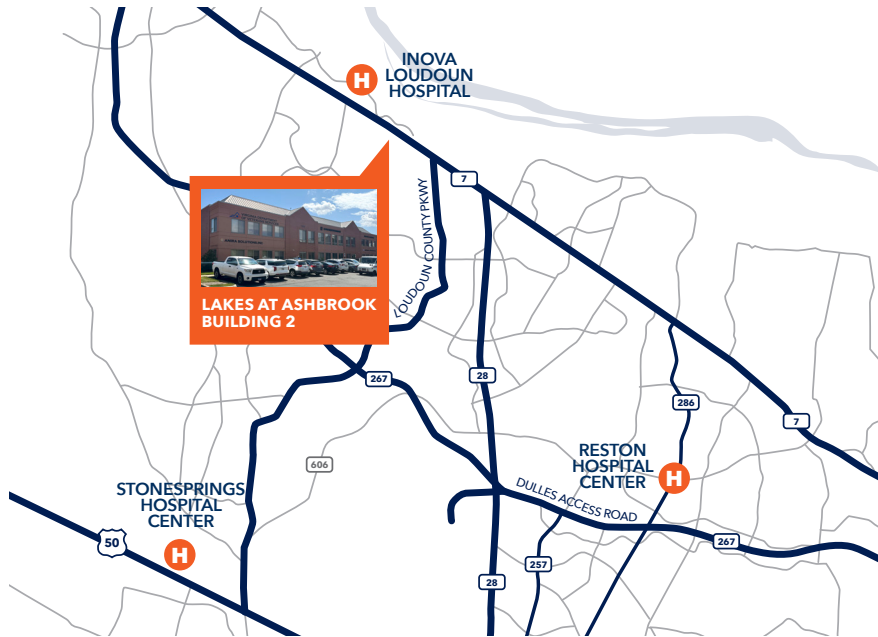 INOVA
LOUDOUN
HOSPITAL
H
7
LOUDOUN COUNTY PKWY
LAKES AT ASHBROOK
BUILDING 2
28
267
286
7
606
RESTON
HOSPITAL
CENTER
H
STONESPRINGS
HOSPITAL
CENTER
H
DULLES ACCESS ROAD
50
267
257
28